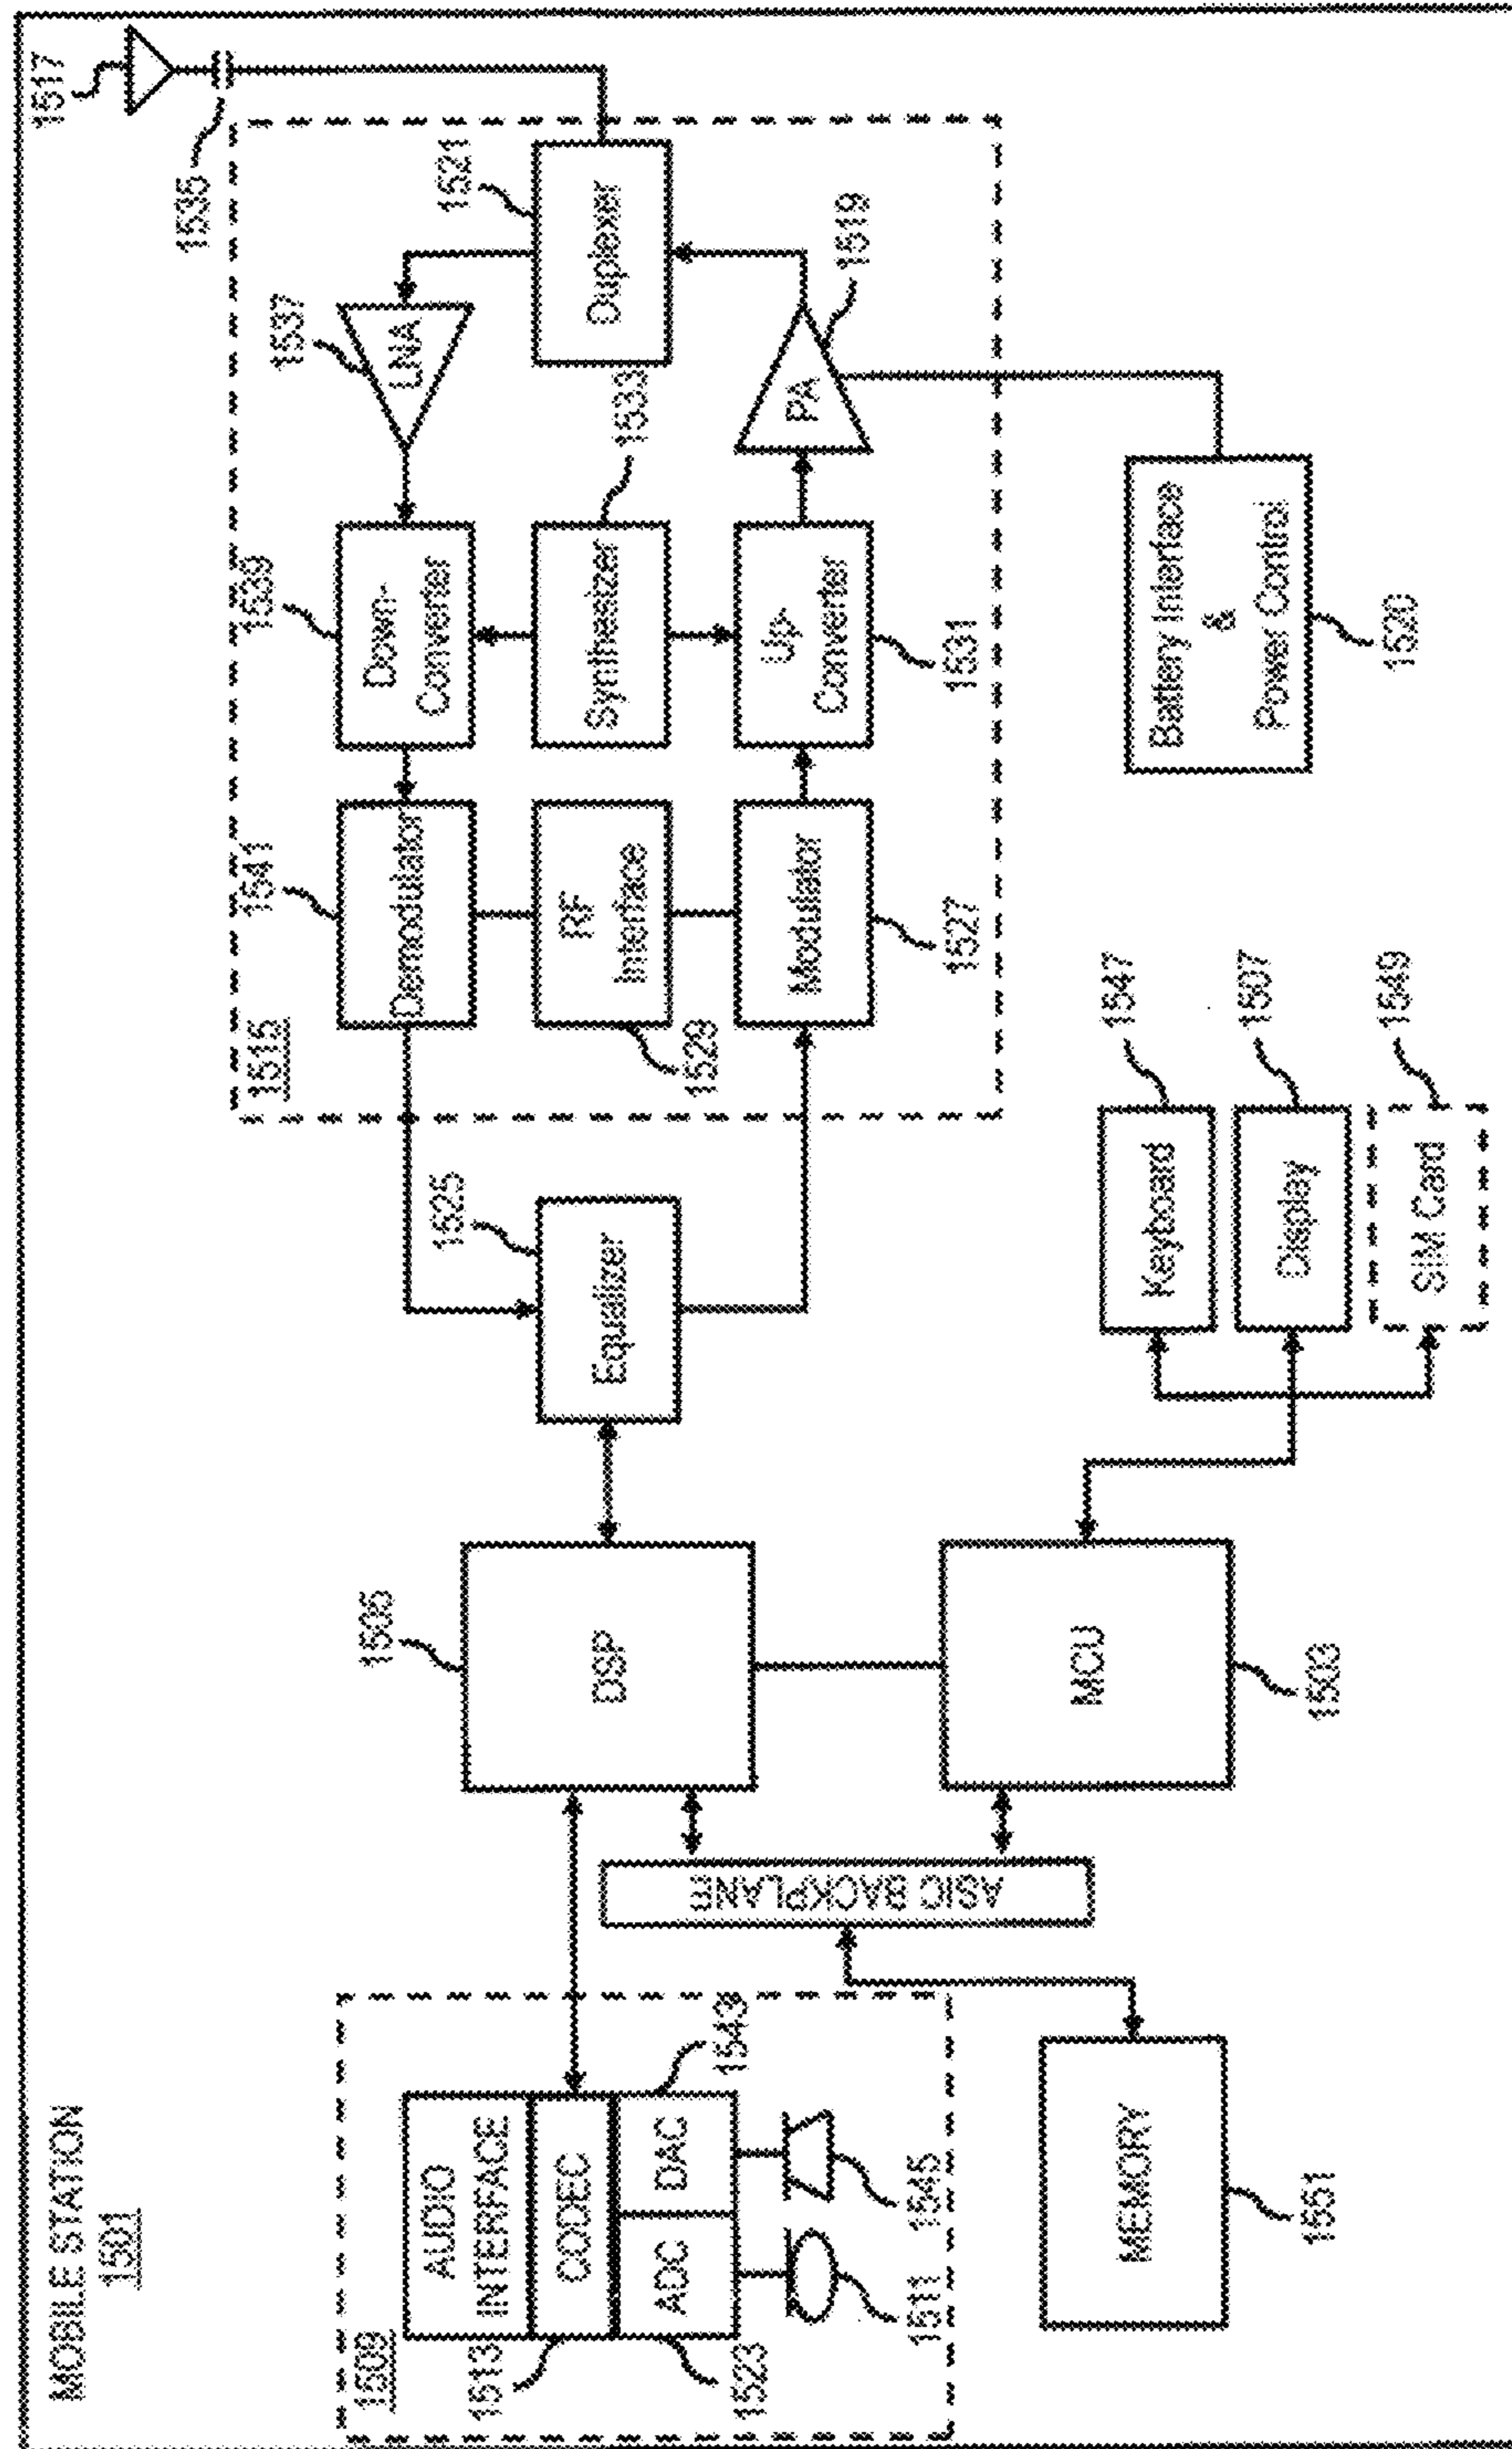 MOBILE STATION
1501
1517
1535
1509
AUDIO
INTERFACE
1513
CODEC
ADC
DAC
1523
1543
1511
1545
MEMORY
1551
ASIC BACKPLANE
1505
DSP
MCU
1503
1525
Equalizer
1515
1541
Demodulator
RF
Interface
1529
Modulator
1527
1539
Down-
Converter
Synthesizer
1533
Up-
Converter
1531
1537
LNA
1521
Duplexer
PA
1519
Battery Interface
&
Power Control
1520
Keyboard
1547
Display
1507
SIM Card
1549